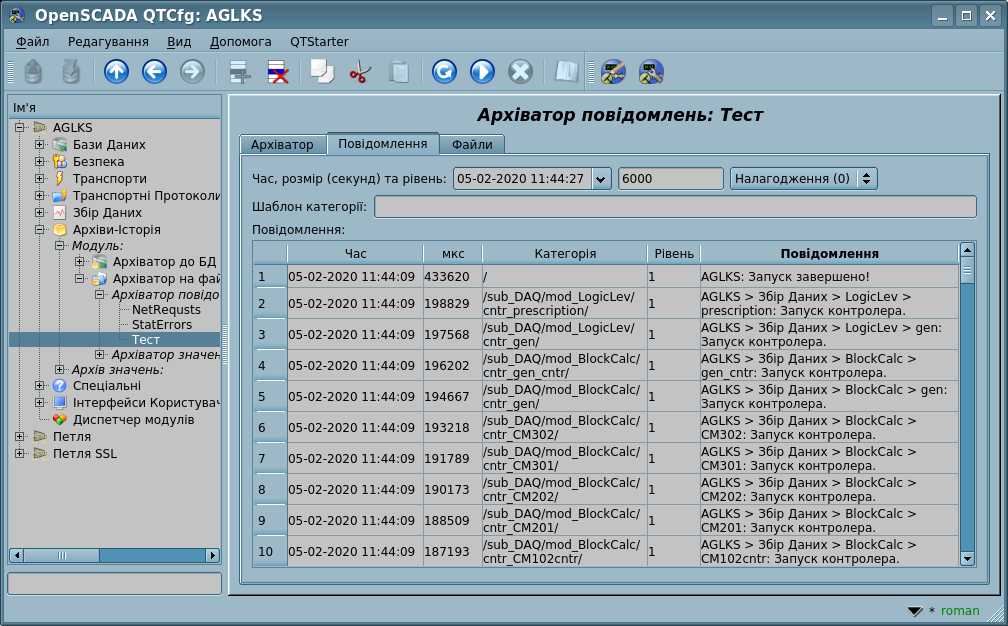 OpenSCADA QTCfg: AGLKS
Файл Редагування Вид Допомога QTStarter
Ім'я
AGLKS
Бази Даних
Безпека
Транспорти
Транспортні Протоколи
Збір Даних
Архіви-Історія
Модуль:
Архіватор до БД
Архіватор на фай
Архіватор повідо
NetRequsts
StatErrors
Тест
Архіватор значен
Архів значень:
Спеціальні
Інтерфейси Користувач
Диспетчер модулів
Петля
Петля SSL
Архіватор повідомлень: Тест
Архіватор Повідомлення Файли
Час, розмір (секунд) та рівень: 05-02-2020 11:44:27 6000 Налагодження (0)
Шаблон категорії:
Повідомлення:
Час мкс Категорія Рівень Повідомлення
1 05-02-2020 11:44:09 433620 / 1 AGLKS: Запуск завершено!
2 05-02-2020 11:44:09 198829 /sub_DAQ/mod_LogicLev/ 1 AGLKS > Збір Даних > LogicLev >
cntr_prescription/ prescription: Запуск контролера.
3 05-02-2020 11:44:09 197568 /sub_DAQ/mod_LogicLev/ 1 AGLKS > Збір Даних > LogicLev > gen:
cntr_gen/ Запуск контролера.
4 05-02-2020 11:44:09 196202 /sub_DAQ/mod_BlockCalc/ 1 AGLKS > Збір Даних > BlockCalc >
cntr_gen_cntr/ gen_cntr: Запуск контролера.
5 05-02-2020 11:44:09 194667 /sub_DAQ/mod_BlockCalc/ 1 AGLKS > Збір Даних > BlockCalc > gen:
cntr_gen/ Запуск контролера.
6 05-02-2020 11:44:09 193218 /sub_DAQ/mod_BlockCalc/ 1 AGLKS > Збір Даних > BlockCalc >
cntr_CM302/ CM302: Запуск контролера.
7 05-02-2020 11:44:09 191789 /sub_DAQ/mod_BlockCalc/ 1 AGLKS > Збір Даних > BlockCalc >
cntr_CM301/ CM301: Запуск контролера.
8 05-02-2020 11:44:09 190173 /sub_DAQ/mod_BlockCalc/ 1 AGLKS > Збір Даних > BlockCalc >
cntr_CM202/ CM202: Запуск контролера.
9 05-02-2020 11:44:09 188509 /sub_DAQ/mod_BlockCalc/ 1 AGLKS > Збір Даних > BlockCalc >
cntr_CM201/ CM201: Запуск контролера.
10 05-02-2020 11:44:09 187193 /sub_DAQ/mod_BlockCalc/ 1 AGLKS > Збір Даних > BlockCalc >
cntr_CM102cntr/ CM102cntr: Запуск контролера.
* roman